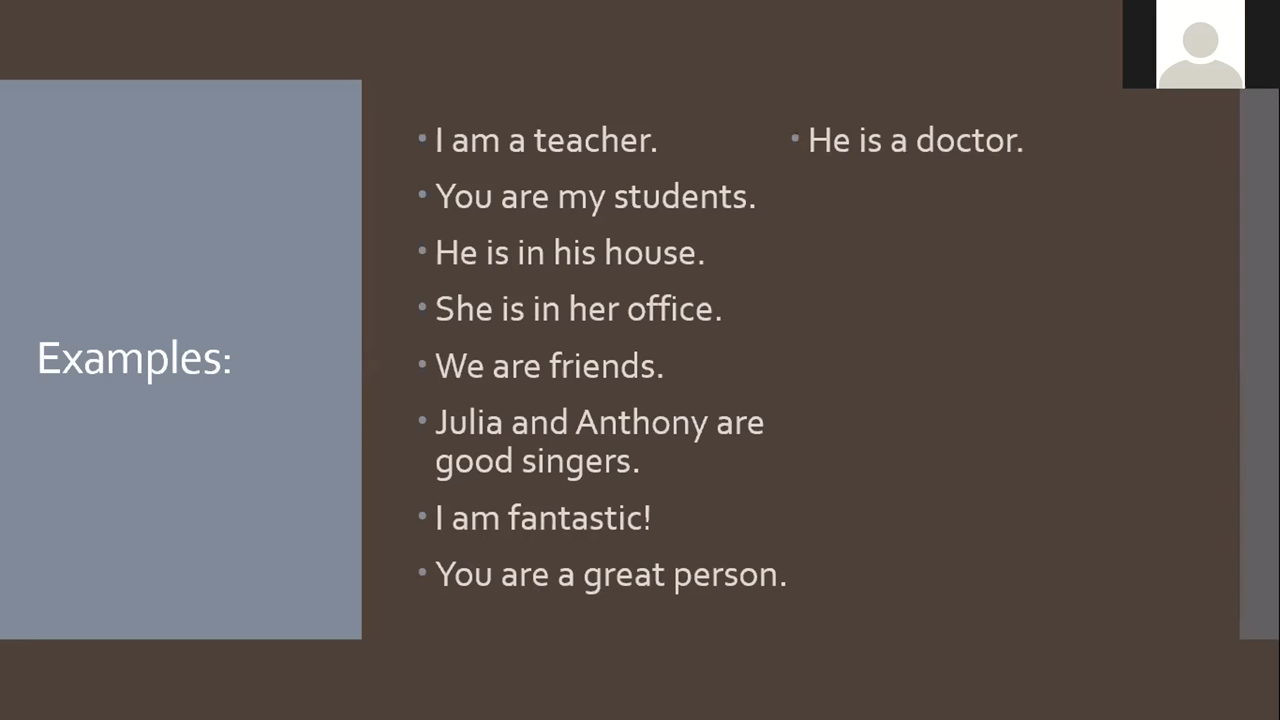 Examples:
• I am a teacher.
• You are my students.
• He is in his house.
• She is in her office.
• We are friends.
• Julia and Anthony are
good singers.
• I am fantastic!
• You are a great person.
• He is a doctor.